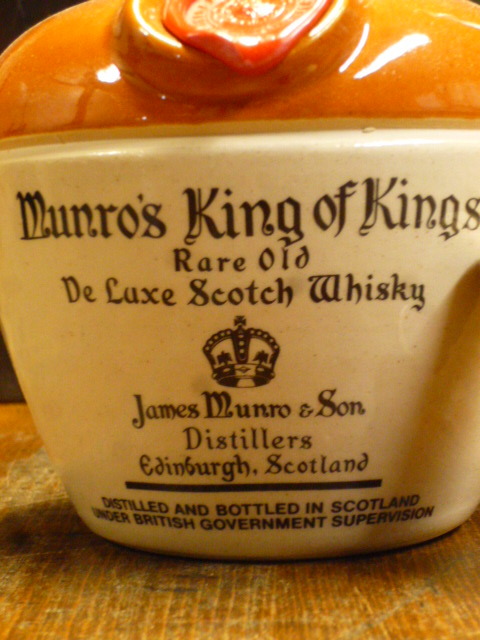 Munro's King of Kings
Rare Old
De Luxe Scotch Whisky
James Munro & Son
Distillers
Edinburgh, Scotland
DISTILLED AND BOTTLED IN SCOTLAND
UNDER BRITISH GOVERNMENT SUPERVISION